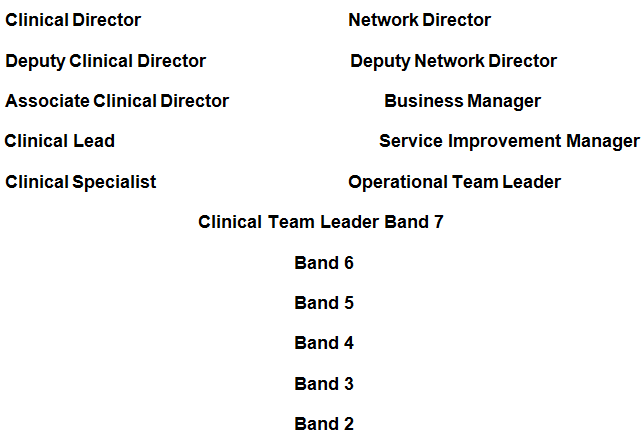 Clinical Director Network Director
Deputy Clinical Director Deputy Network Director
Associate Clinical Director Business Manager
Clinical Lead Service Improvement Manager
Clinical Specialist Operational Team Leader
Clinical Team Leader Band 7
Band 6
Band 5
Band 4
Band 3
Band 2